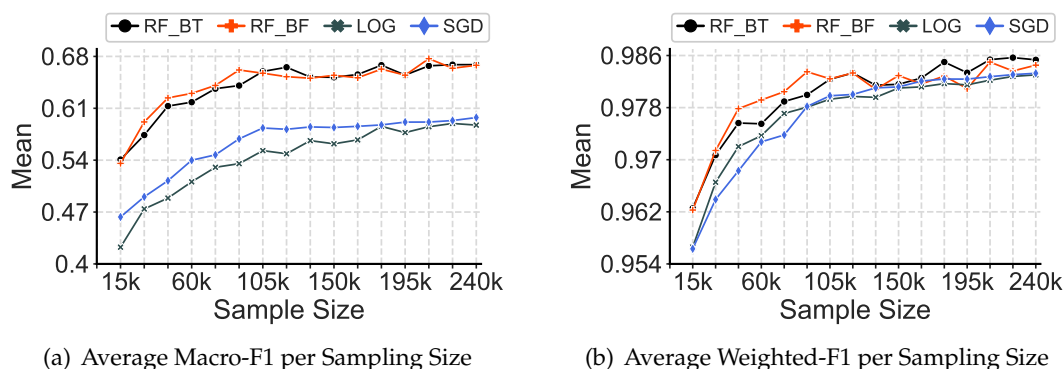 RF_BT RF_BF LOG SGD
0.68
0.61
0.54
0.47
0.4
Mean
15k 60k 105k 150k 195k 240k
Sample Size
(a) Average Macro-F1 per Sampling Size
RF_BT RF_BF LOG SGD
0.986
0.978
0.97
0.962
0.954
Mean
15k 60k 105k 150k 195k 240k
Sample Size
(b) Average Weighted-F1 per Sampling Size